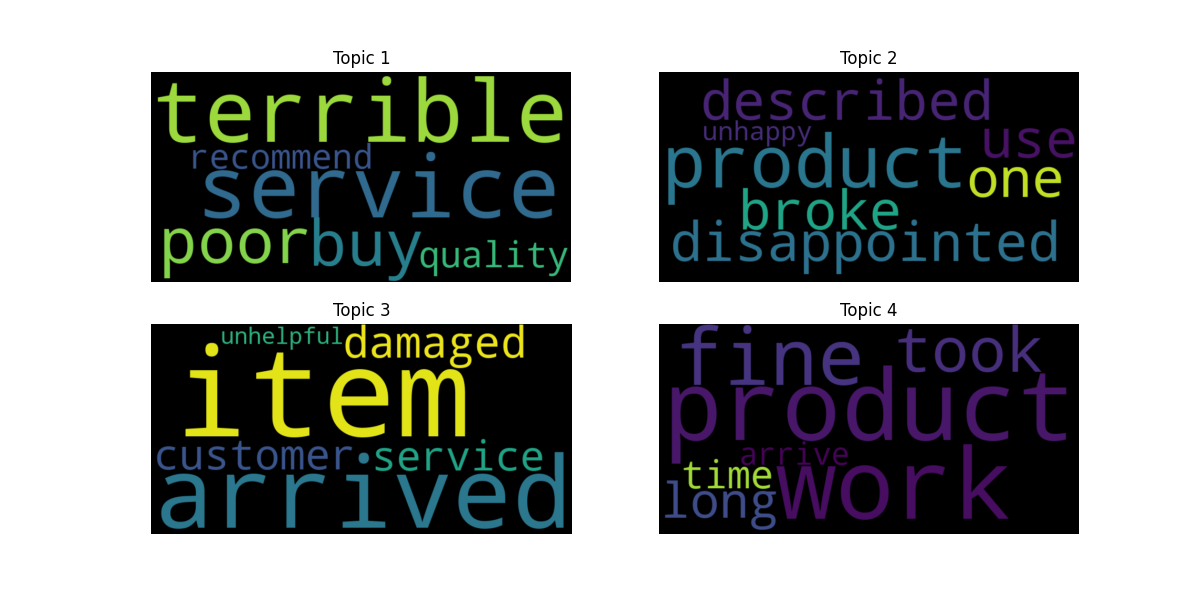 Topic 1
terrible
recommend
service
poor buy quality
Topic 2
described
unhappy use
product one
broke
disappointed
Topic 3
unhelpful damaged
item
customer service
arrived
Topic 4
fine took
product
arrive
time work
long